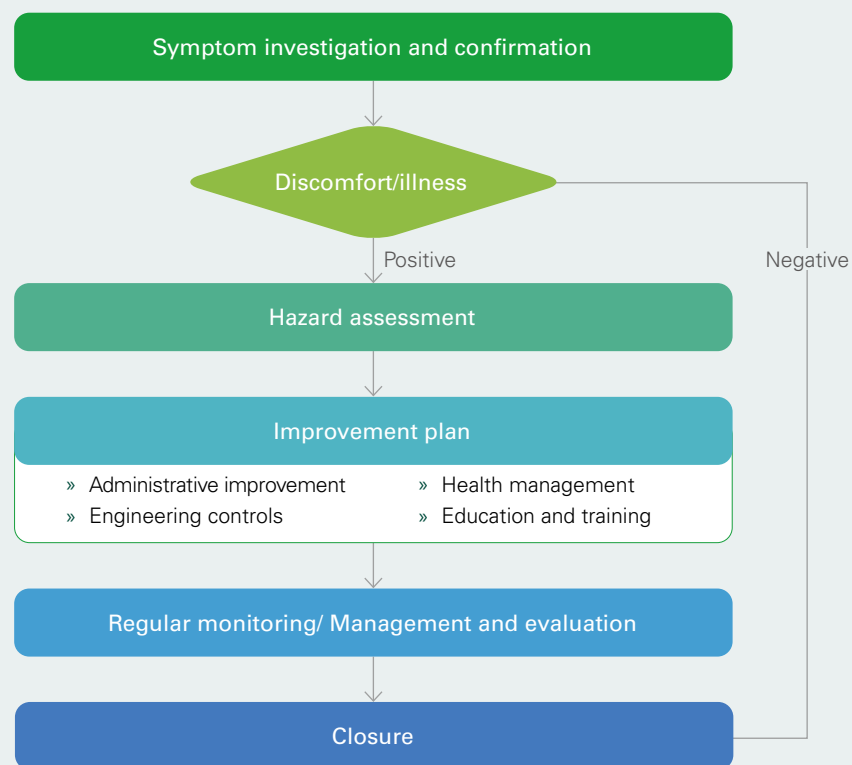 Symptom investigation and confirmation
Discomfort/illness
Positive
Negative
Hazard assessment
Improvement plan
» Administrative improvement
» Health management
» Engineering controls
» Education and training
Regular monitoring/ Management and evaluation
Closure